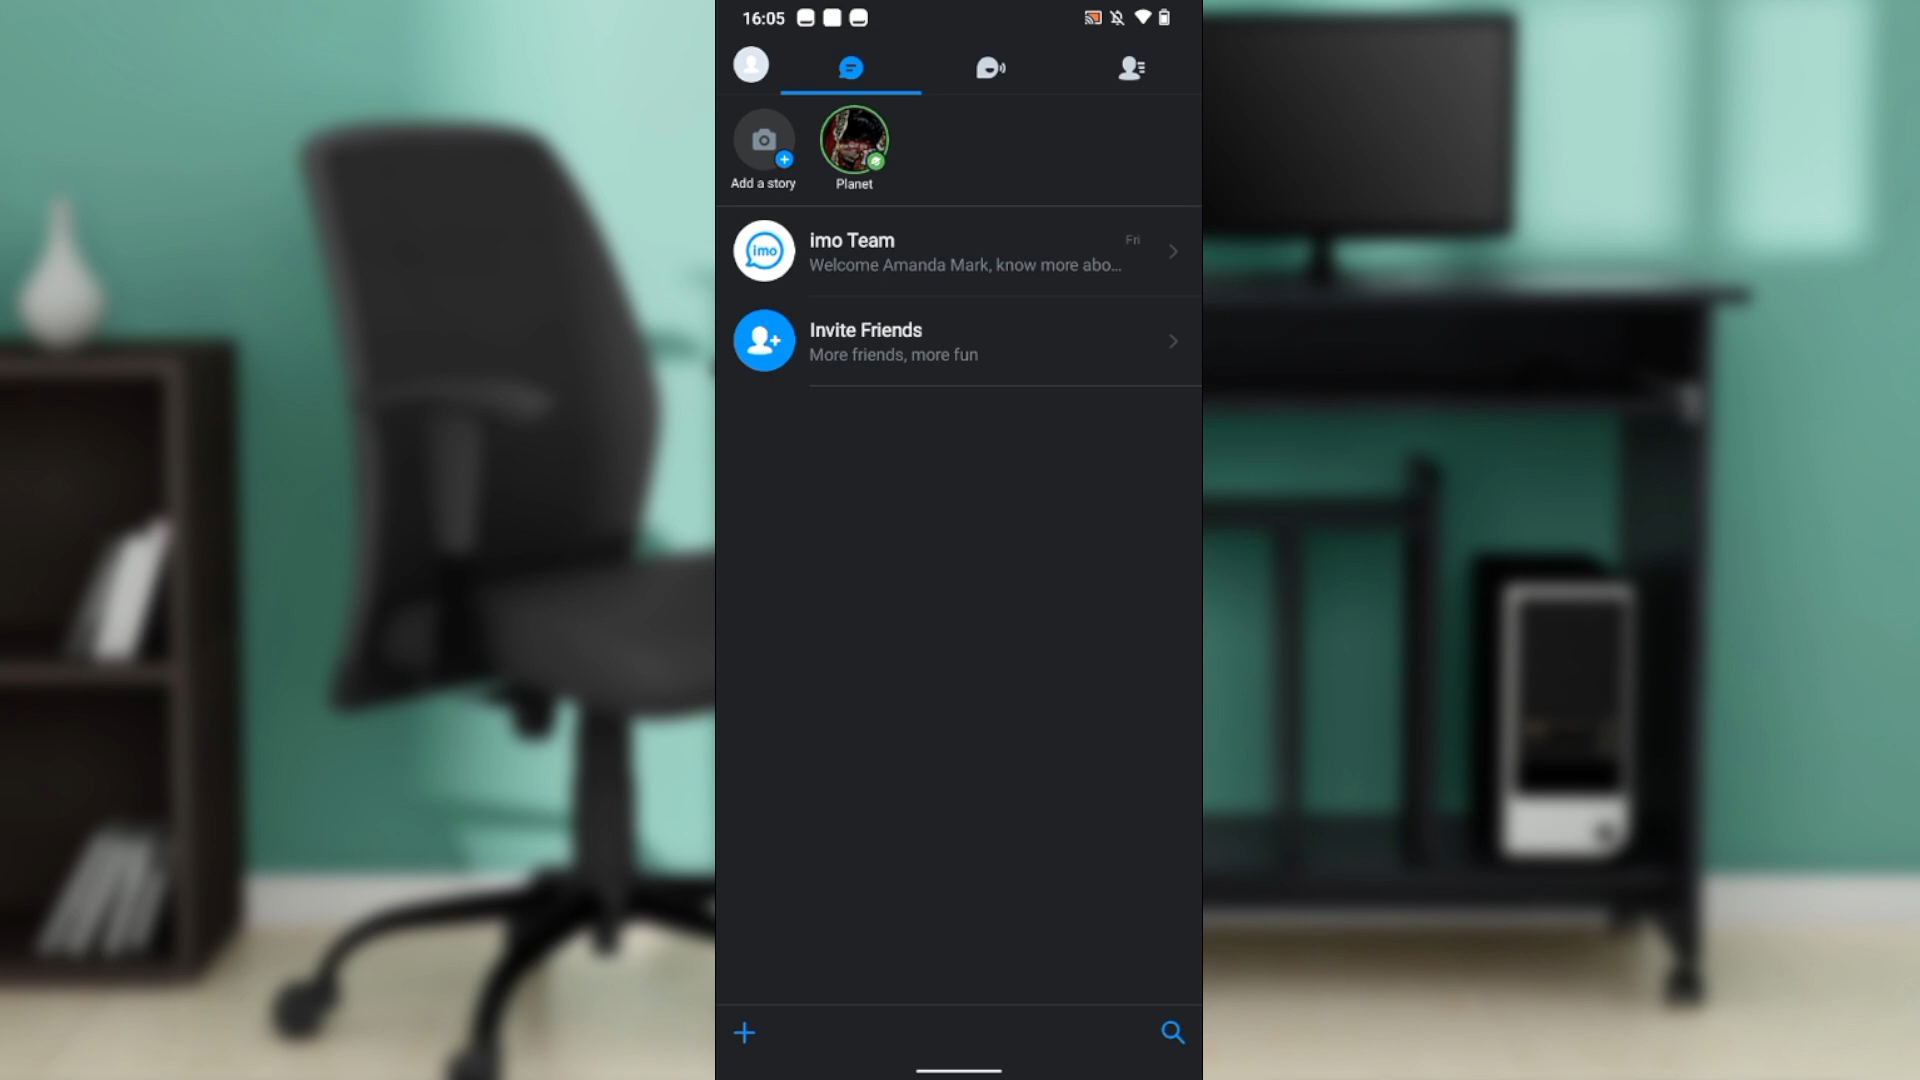 16:05
Add a story
Planet
imo
imo Team
Fri
Welcome Amanda Mark, know more abo...
Invite Friends
More friends, more fun